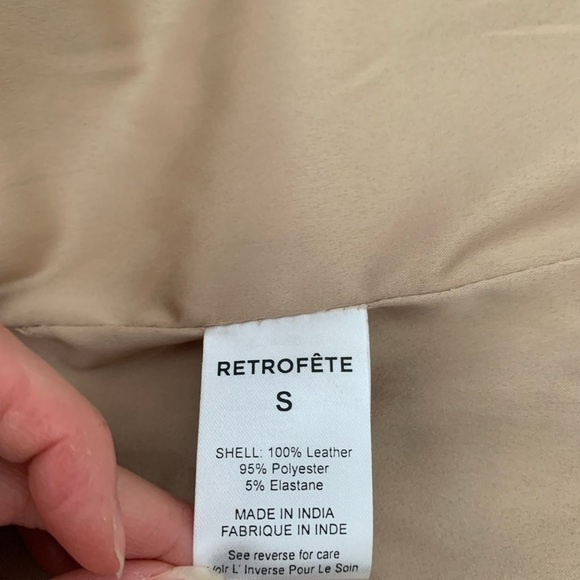 RETROFÊTE
S
SHELL: 100% Leather
95% Polyester
5% Elastane
MADE IN INDIA
FABRIQUE IN INDE
See reverse for care
Voir L' Inverse Pour Le Soin